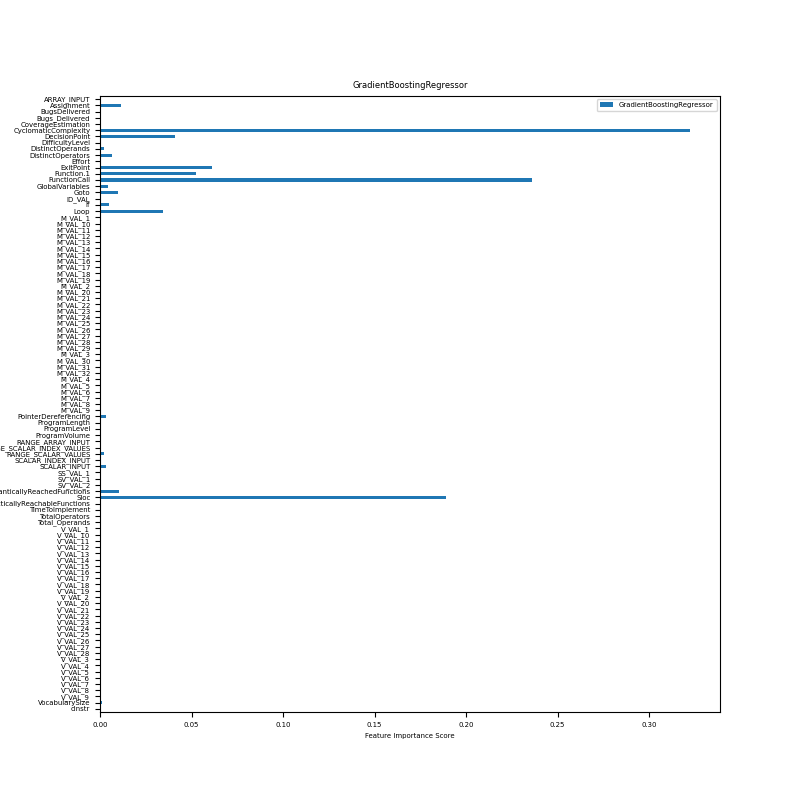 GradientBoostingRegressor
GradientBoostingRegressor
ARRAY_INPUT
Assignment
BugsDelivered
Bugs_Delivered
CoverageEstimation
CyclomaticComplexity
DecisionPoint
DifficultyLevel
DistinctOperands
DistinctOperators
Effort
ExitPoint
Function.1
FunctionCall
GlobalVariables
Goto
ID_VAL
If
Loop
M_VAL_1
M_VAL_10
M_VAL_11
M_VAL_12
M_VAL_13
M_VAL_14
M_VAL_15
M_VAL_16
M_VAL_17
M_VAL_18
M_VAL_19
M_VAL_2
M_VAL_20
M_VAL_21
M_VAL_22
M_VAL_23
M_VAL_24
M_VAL_25
M_VAL_26
M_VAL_27
M_VAL_28
M_VAL_29
M_VAL_3
M_VAL_30
M_VAL_31
M_VAL_32
M_VAL_4
M_VAL_5
M_VAL_6
M_VAL_7
M_VAL_8
M_VAL_9
PointerDereferencing
ProgramLength
ProgramLevel
ProgramVolume
RANGE_ARRAY_INPUT
E_SCALAR_INDEX_VALUES
RANGE_SCALAR_VALUES
SCALAR_INDEX_INPUT
SCALAR_INPUT
SS_VAL_1
SV_VAL_1
SV_VAL_2
anticallyReachedFunctions
Sloc
ticallyReachableFunctions
TimeToImplement
TotalOperators
Total_Operands
V_VAL_1
V_VAL_10
V_VAL_11
V_VAL_12
V_VAL_13
V_VAL_14
V_VAL_15
V_VAL_16
V_VAL_17
V_VAL_18
V_VAL_19
V_VAL_2
V_VAL_20
V_VAL_21
V_VAL_22
V_VAL_23
V_VAL_24
V_VAL_25
V_VAL_26
V_VAL_27
V_VAL_28
V_VAL_3
V_VAL_4
V_VAL_5
V_VAL_6
V_VAL_7
V_VAL_8
V_VAL_9
VocabularySize
cinstr
0.00 0.05 0.10 0.15 0.20 0.25 0.30
Feature Importance Score